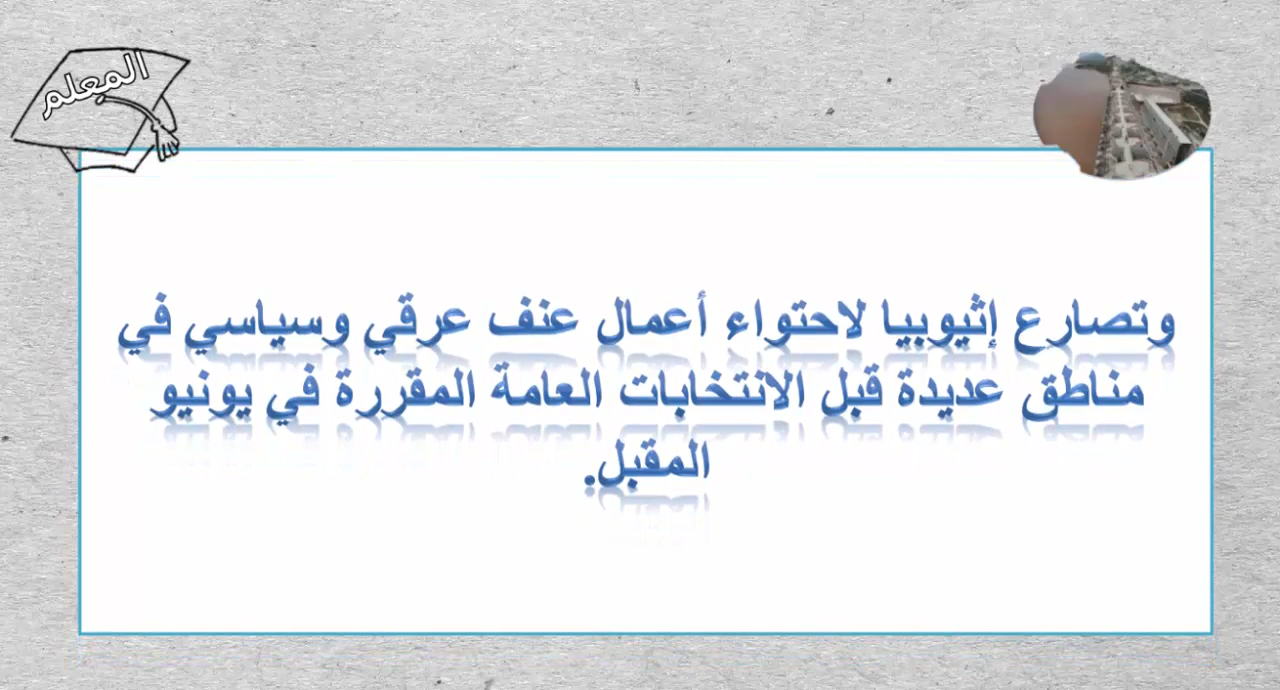 المعلم
وتصارع إثيوبيا لاحتواء أعمال عنف عرقي وسياسي في
مناطق عديدة قبل الانتخابات العامة المقررة في يونيو
المقبل.